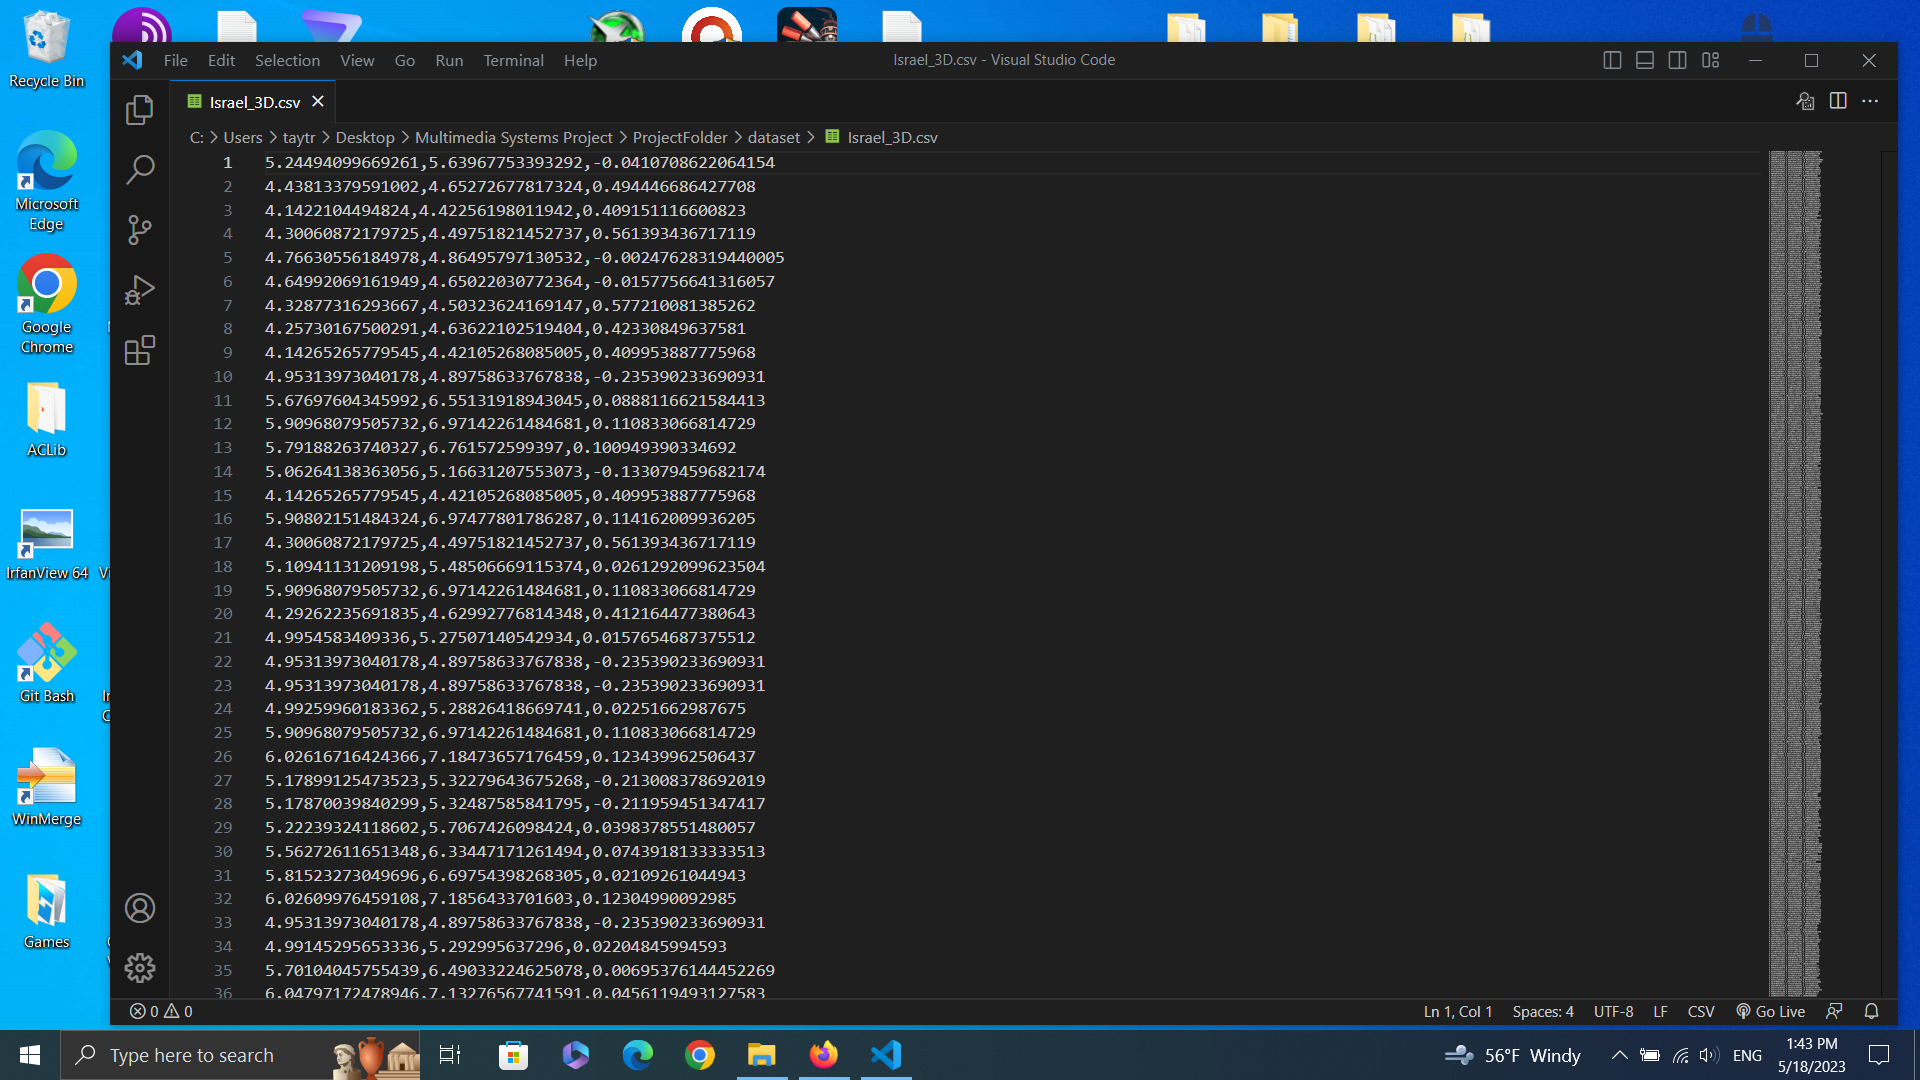 Recycle Bin
Microsoft
Edge
Google
Chrome
ACLib
IrfanView 64
Git Bash
WinMerge
Games
File Edit Selection View Go Run Terminal Help
Israel_3D.csv - Visual Studio Code
Israel_3D.csv
C: > Users > taytr > Desktop > Multimedia Systems Project > ProjectFolder > dataset > Israel_3D.csv
1 5.24494099669261,5.63967753393292,-0.0410708622064154
2 4.43813379591002,4.65272677817324,0.494446686427708
3 4.1422104494824,4.42256198011942,0.409151116600823
4 4.30060872179725,4.49751821452737,0.561393436717119
5 4.76630556184978,4.86495797130532,-0.00247628319440005
6 4.64992069161949,4.65022030772364,-0.0157756641316057
7 4.32877316293667,4.50323624169147,0.577210081385262
8 4.25730167500291,4.63622102519404,0.42330849637581
9 4.14265265779545,4.42105268085005,0.409953887775968
10 4.95313973040178,4.89758633767838,-0.235390233690931
11 5.67697604345992,6.55131918943045,0.0888116621584413
12 5.90968079505732,6.97142261484681,0.110833066814729
13 5.79188263740327,6.761572599397,0.100949390334692
14 5.06264138363056,5.16631207553073,-0.133079459682174
15 4.14265265779545,4.42105268085005,0.409953887775968
16 5.90802151484324,6.97477801786287,0.114162009936205
17 4.30060872179725,4.49751821452737,0.561393436717119
18 5.10941131209198,5.48506669115374,0.0261292099623504
19 5.90968079505732,6.97142261484681,0.110833066814729
20 4.29262235691835,4.62992776814348,0.412164477380643
21 4.9954583409336,5.27507140542934,0.0157654687375512
22 4.95313973040178,4.89758633767838,-0.235390233690931
23 4.95313973040178,4.89758633767838,-0.235390233690931
24 4.99259960183362,5.28826418669741,0.02251662987675
25 5.90968079505732,6.97142261484681,0.110833066814729
26 6.02616716424366,7.18473657176459,0.123439962506437
27 5.17899125473523,5.32279643675268,-0.213008378692019
28 5.17870039840299,5.32487585841795,-0.211959451347417
29 5.22239324118602,5.7067426098424,0.0398378551480057
30 5.56272611651348,6.33447171261494,0.0743918133333513
31 5.81523273049696,6.69754398268305,0.02109261044943
32 6.02609976459108,7.1856433701603,0.12304990092985
33 4.95313973040178,4.89758633767838,-0.235390233690931
34 4.99145295653336,5.292995637296,0.02204845994593
35 5.70104045755439,6.49033224625078,0.00695376144452269
36 6.04797172478946,7.13276567741591,0.0456119493127583
0 0
Ln 1, Col 1 Spaces: 4 UTF-8 LF CSV Go Live
Type here to search
56°F Windy
ENG
1:43 PM
5/18/2023